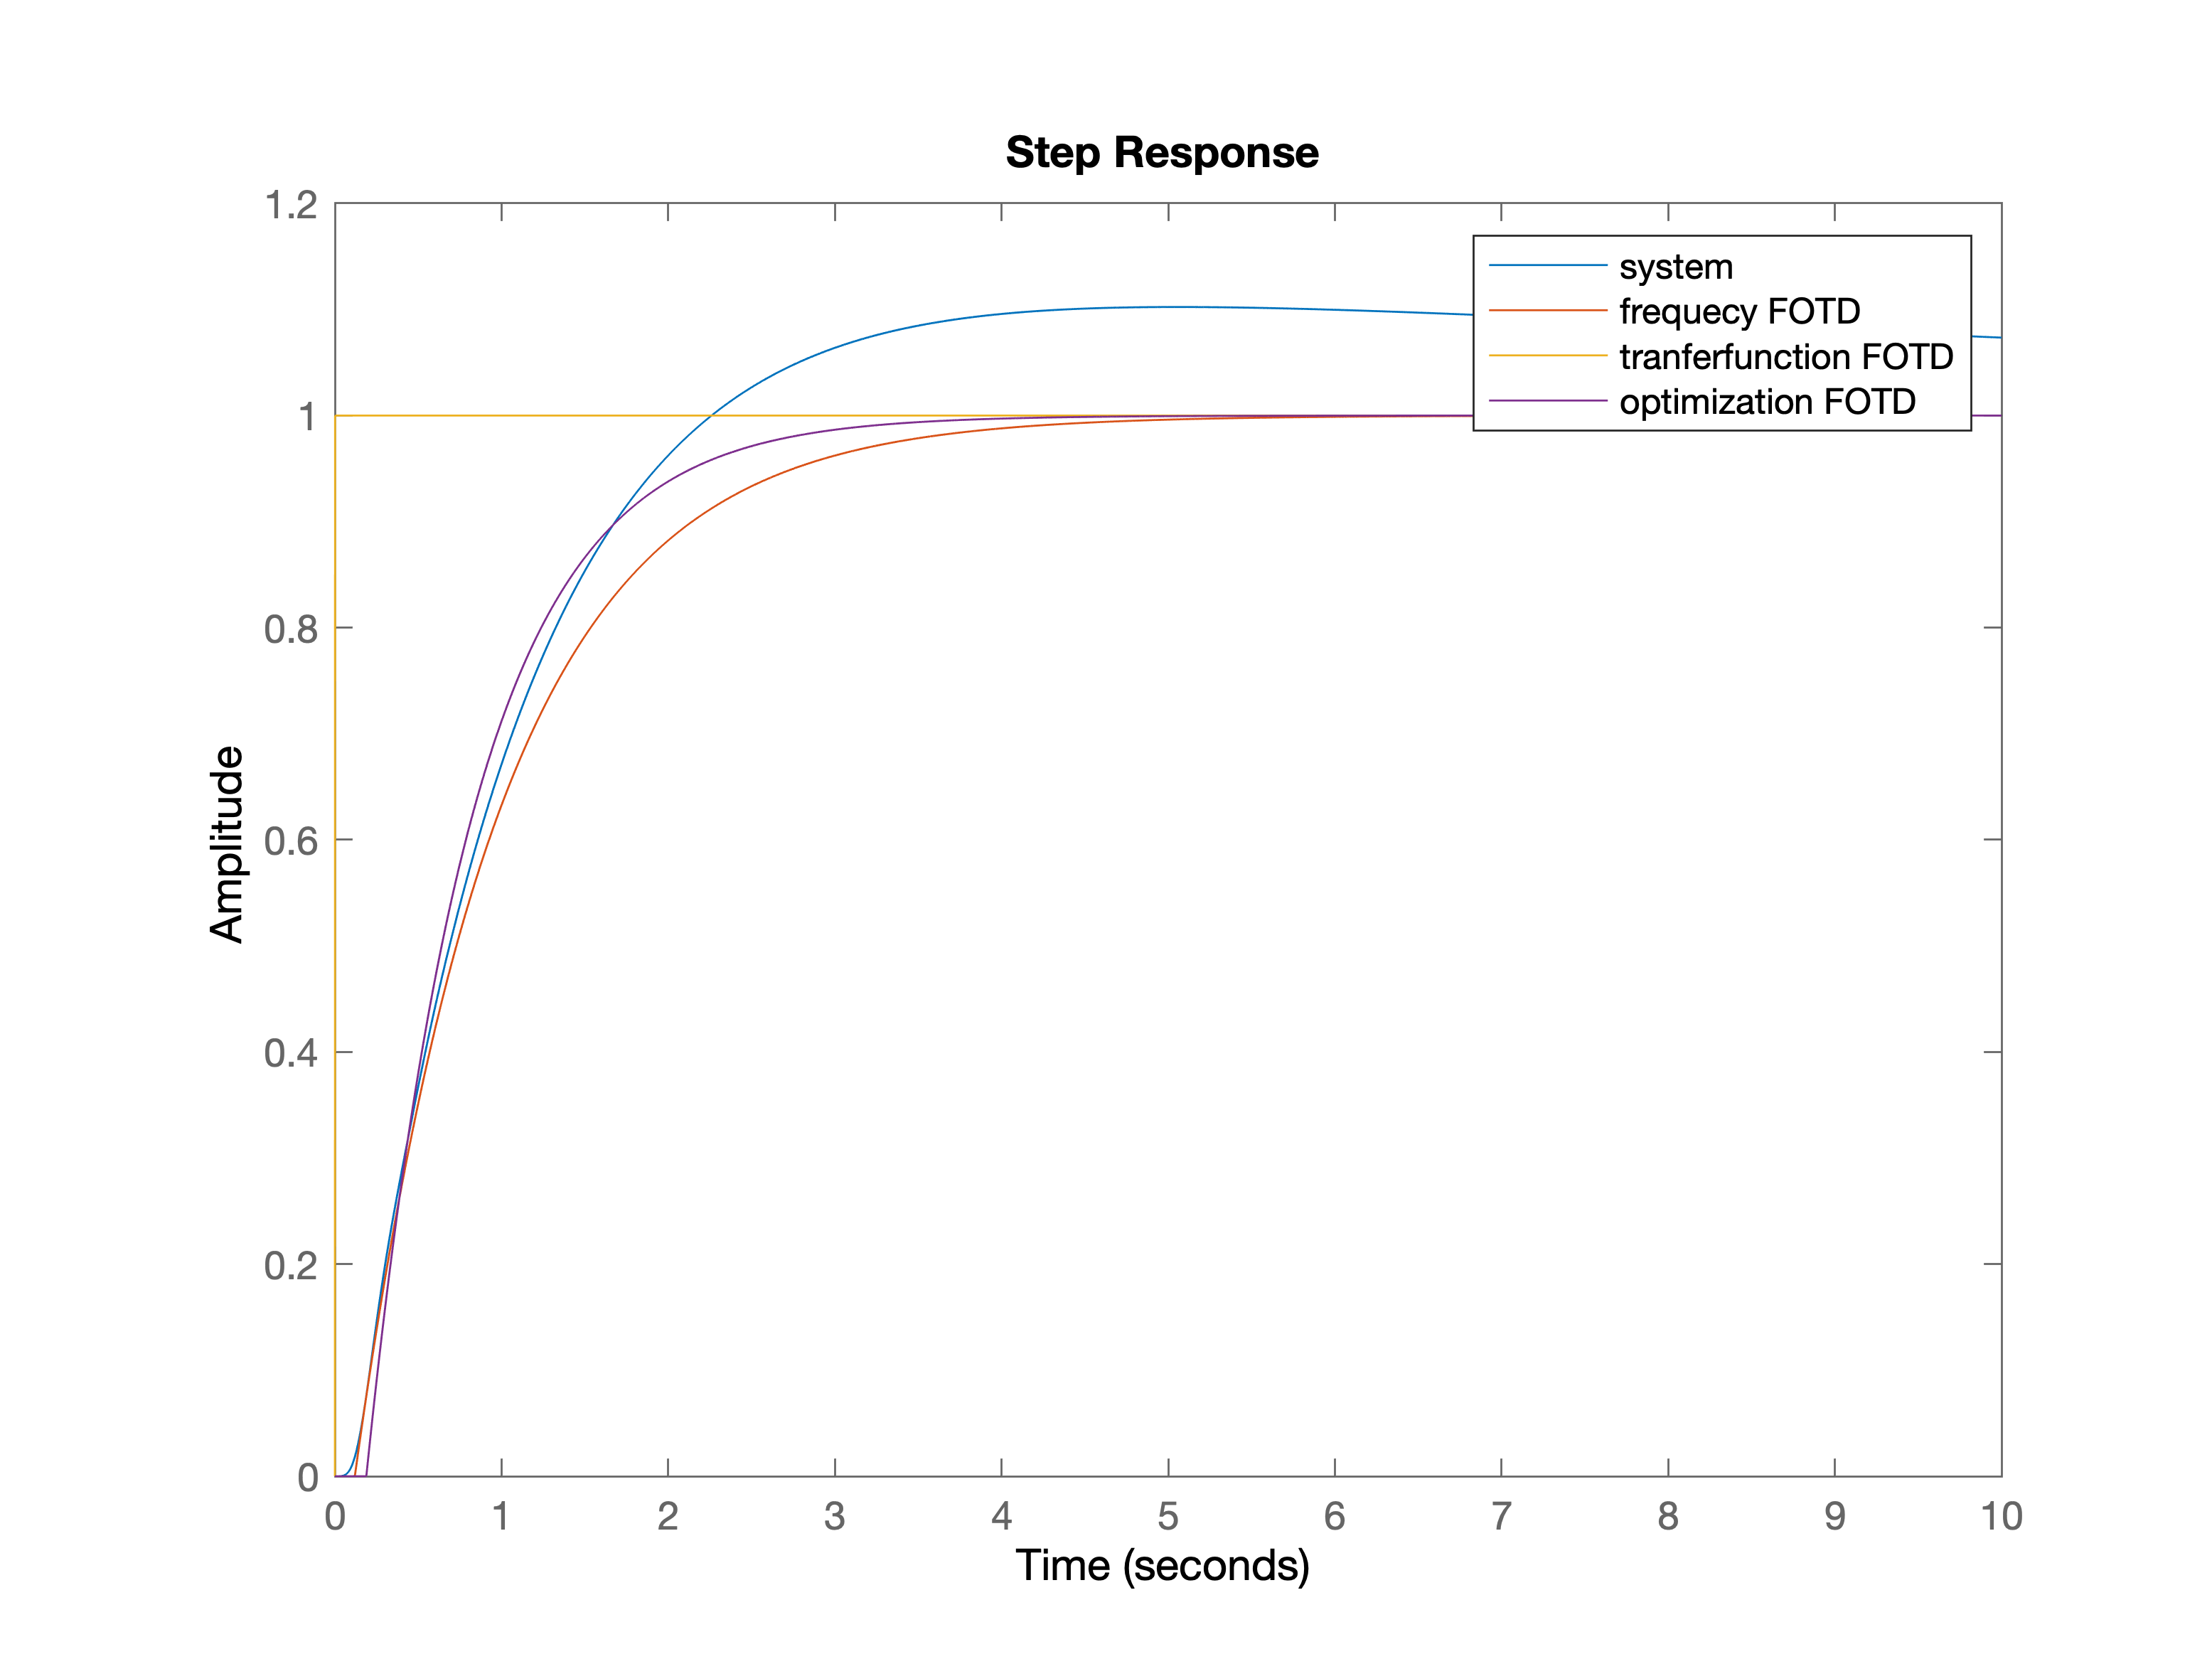 Step Response
1.2
1
0.8
0.6
0.4
0.2
0
Amplitude
system
frequecy FOTD
tranferfunction FOTD
optimization FOTD
0 1 2 3 4 5 6 7 8 9 10
Time (seconds)